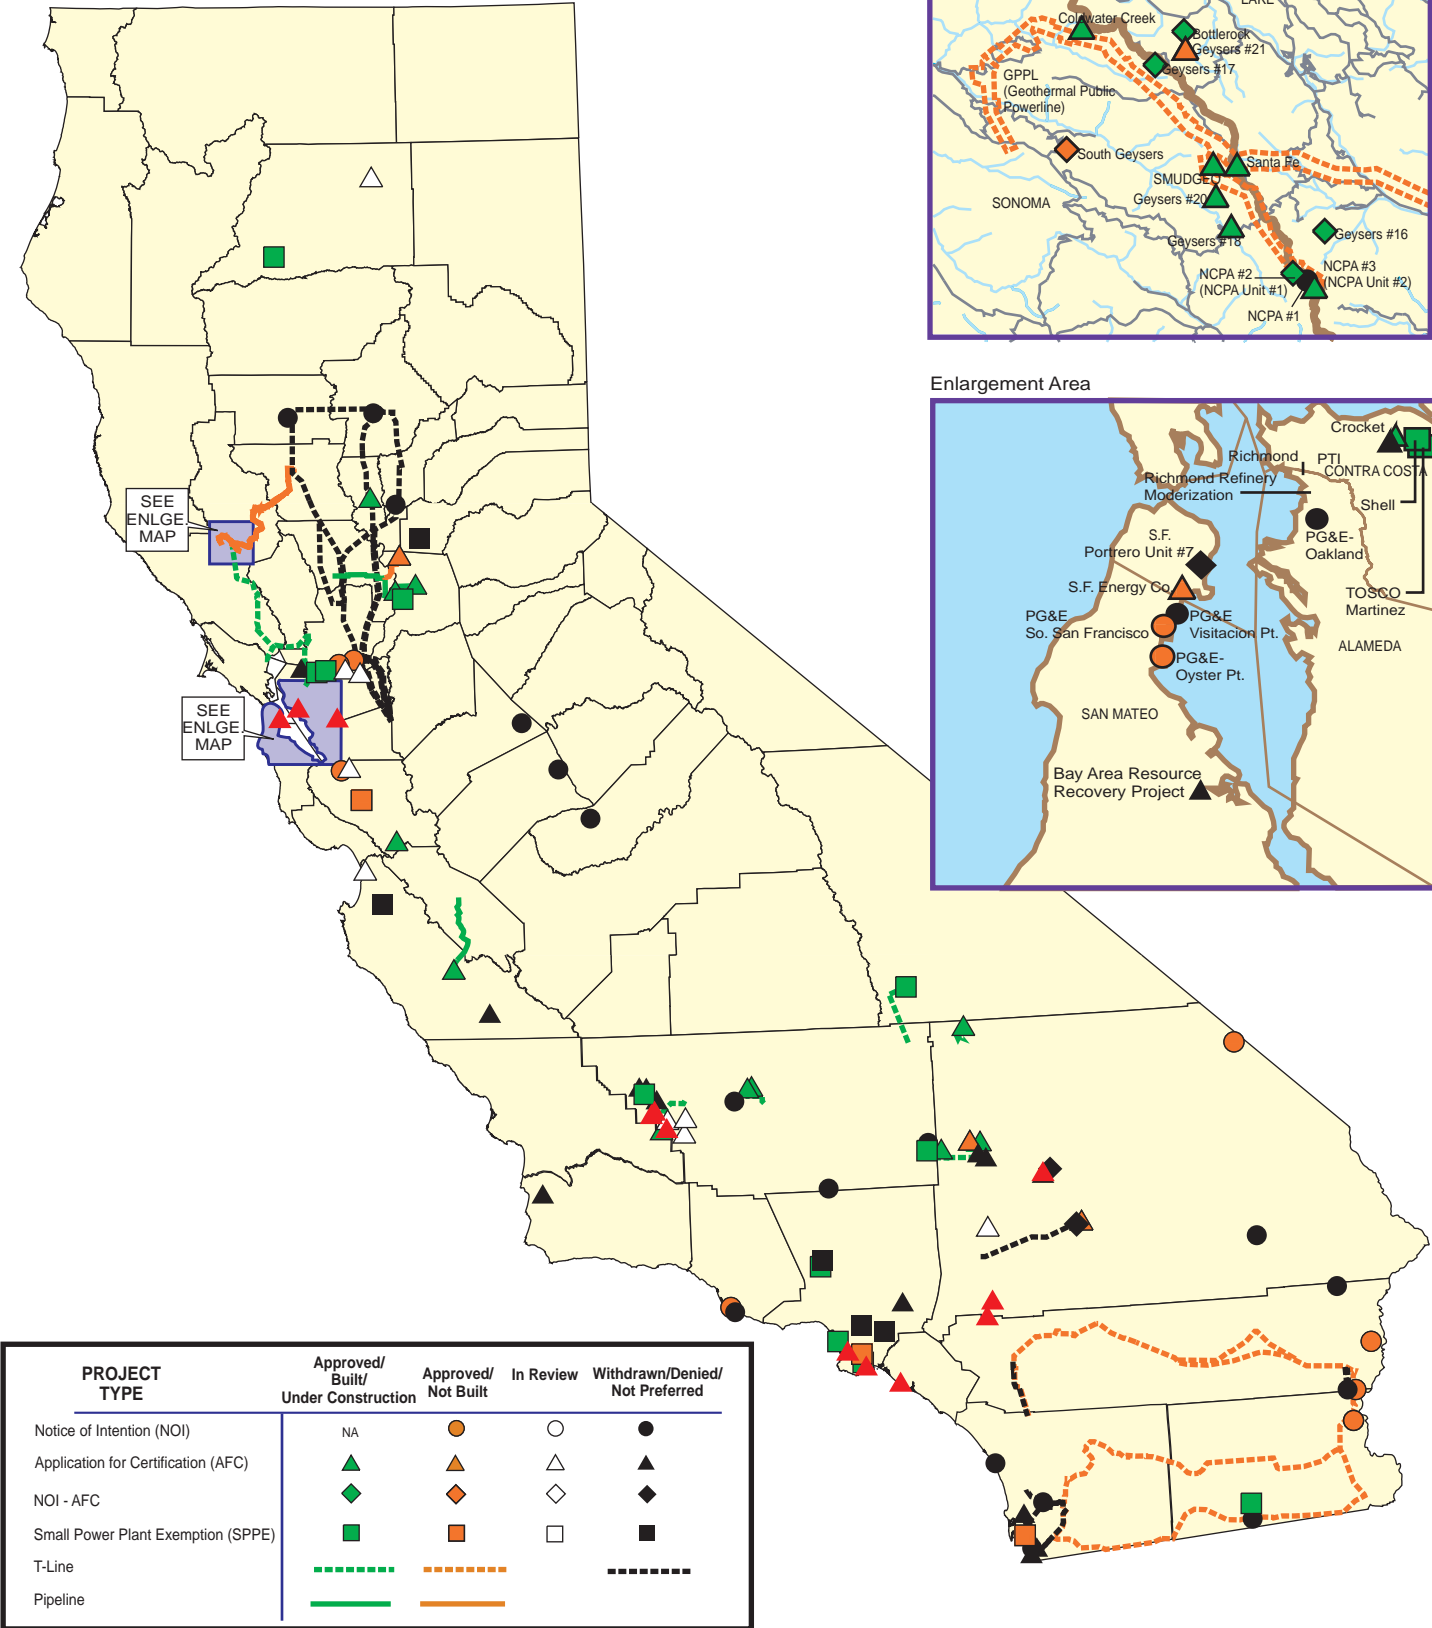 LAKE
Coldwater Creek
Bottlerock
Geysers #21
Geysers #17
GPPL
(Geothermal Public
Powerline)
South Geysers
Santa Fe
SMUDGEO
SONOMA
Geysers #20
Geysers #18
Geysers #16
NCPA #2
(NCPA Unit #1)
NCPA #3
(NCPA Unit #2)
NCPA #1
Enlargement Area
Crocket
Richmond
PTI
CONTRA COSTA
Richmond Refinery
Moderization
Shell
S.F.
Portrero Unit #7
PG&E-
Oakland
S.F. Energy Co.
TOSCO
Martinez
PG&E
So. San Francisco
PG&E
Visitacion Pt.
ALAMEDA
PG&E-
Oyster Pt.
SAN MATEO
Bay Area Resource
Recovery Project
SEE
ENLGE.
MAP
SEE
ENLGE.
MAP
PROJECT
TYPE
Approved/
Built/
Under Construction
Approved/
Not Built
In Review
Withdrawn/Denied/
Not Preferred
Notice of Intention (NOI)
NA
Application for Certification (AFC)
NOI - AFC
Small Power Plant Exemption (SPPE)
T-Line
Pipeline